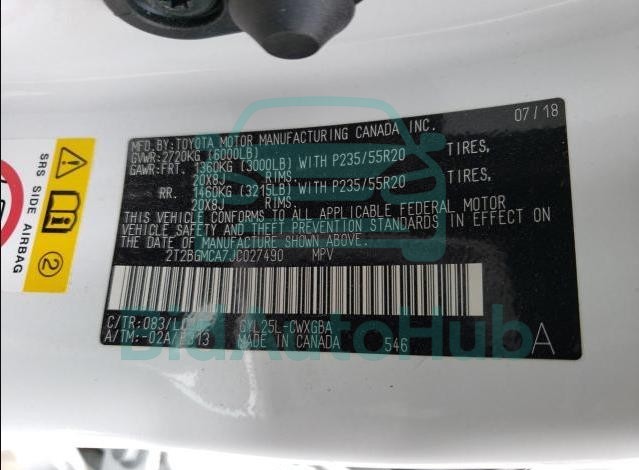 07/18
MFD.BY:TOYOTA MOTOR MANUFACTURING CANADA INC.
GVWR:2720KG (6000LB)
GAWR:FRT. 1360KG (3000LB) WITH P235/55R20 TIRES,
20X8J RIMS,
RR. 1460KG (3215LB) WITH P235/55R20 TIRES,
20X8J RIMS.
THIS VEHICLE CONFORMS TO ALL APPLICABLE FEDERAL MOTOR
VEHICLE SAFETY AND THEFT PREVENTION STANDARDS IN EFFECT ON
THE DATE OF MANUFACTURE SHOWN ABOVE.
2T2BGMCA7JC027490 MPV
C/TR:083/ GYL25L-CWXGBA
A/TM:-02A/ MADE IN CANADA 546 A
SRS SIDE AIRBAG
2
BidAutoHub